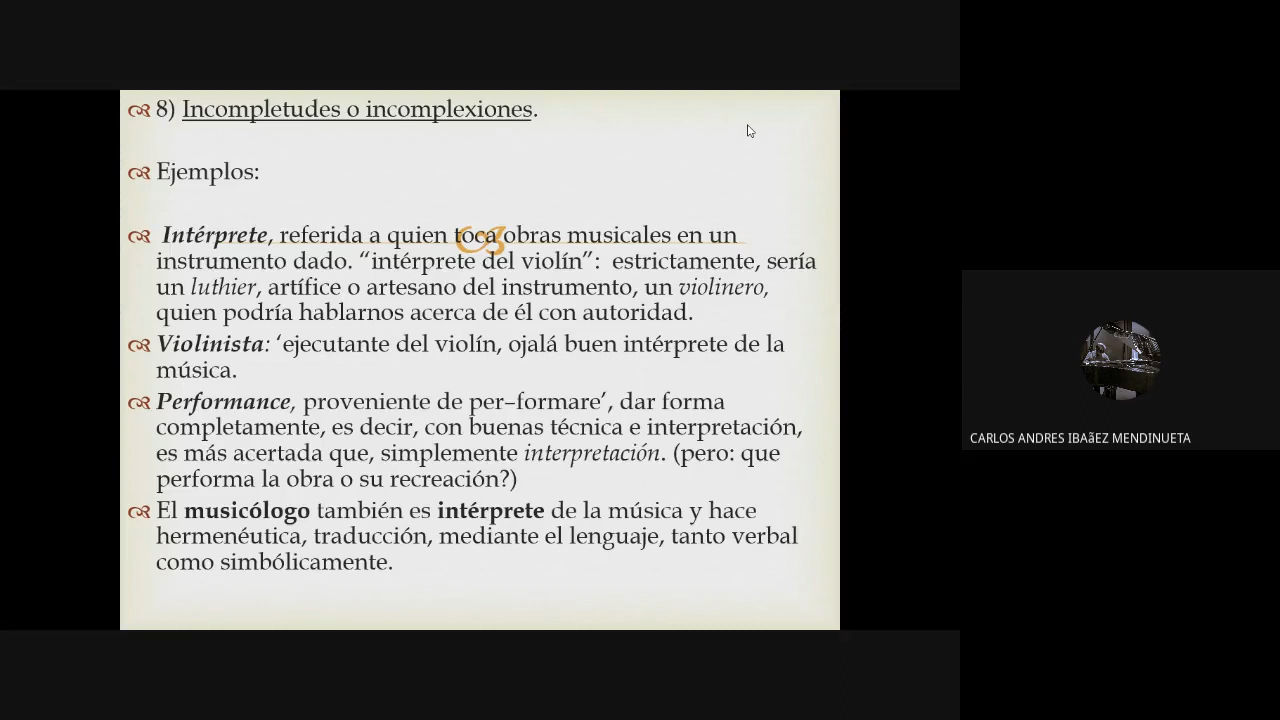 8) Incompletudes o incomplexiones.
Ejemplos:
Intérprete, referida a quien toca obras musicales en un
instrumento dado. “intérprete del violín”: estrictamente, sería
un luthier, artífice o artesano del instrumento, un violinero,
quien podría hablarnos acerca de él con autoridad.
Violinista: ‘ejecutante del violín, ojalá buen intérprete de la
música.
Performance, proveniente de per–formare’, dar forma
completamente, es decir, con buenas técnica e interpretación,
es más acertada que, simplemente interpretación. (pero: que
performa la obra o su recreación?)
El musicólogo también es intérprete de la música y hace
hermenéutica, traducción, mediante el lenguaje, tanto verbal
como simbólicamente.
CARLOS ANDRES IBAãEZ MENDINUETA